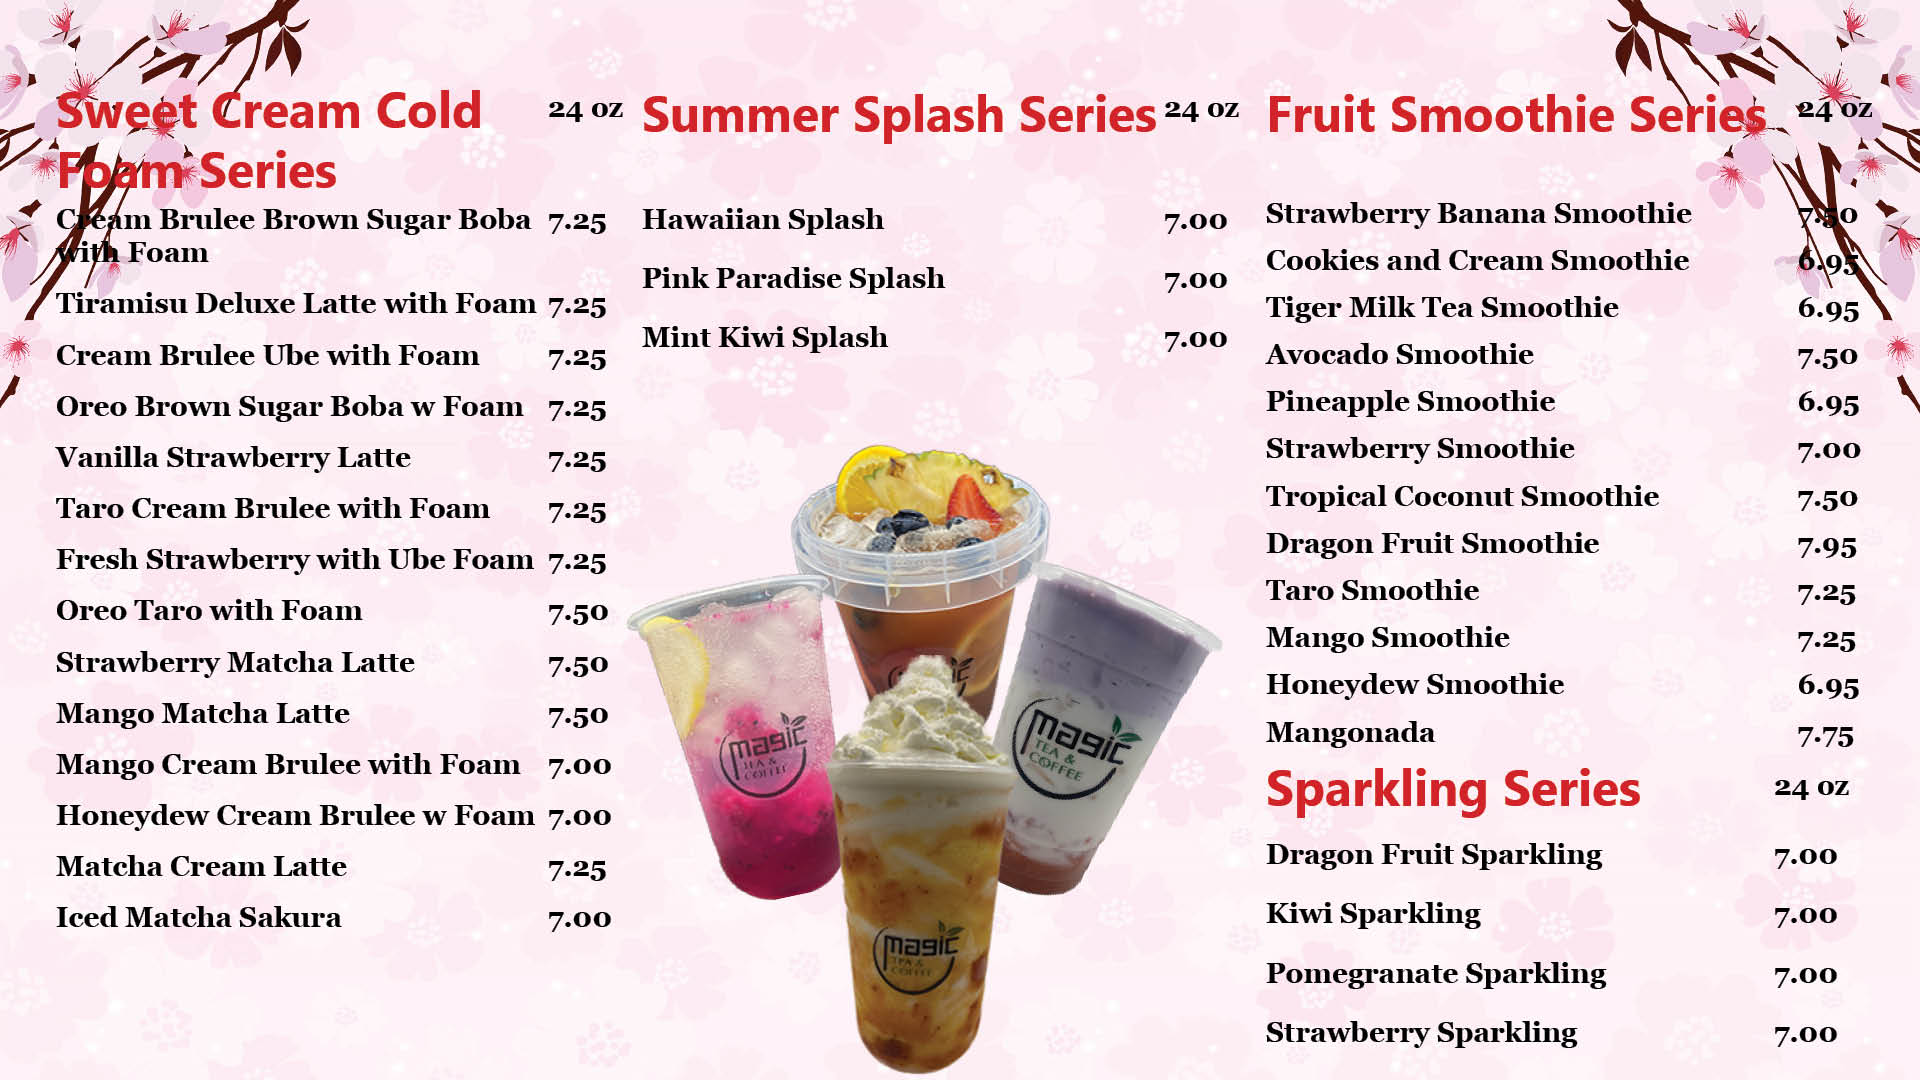 Sweet Cream Cold 24 oz
Foam Series
Cream Brulee Brown Sugar Boba 7.25
with Foam
Tiramisu Deluxe Latte with Foam 7.25
Cream Brulee Ube with Foam 7.25
Oreo Brown Sugar Boba w Foam 7.25
Vanilla Strawberry Latte 7.25
Taro Cream Brulee with Foam 7.25
Fresh Strawberry with Ube Foam 7.25
Oreo Taro with Foam 7.50
Strawberry Matcha Latte 7.50
Mango Matcha Latte 7.50
Mango Cream Brulee with Foam 7.00
Honeydew Cream Brulee w Foam 7.00
Matcha Cream Latte 7.25
Iced Matcha Sakura 7.00
Summer Splash Series 24 oz
Hawaiian Splash 7.00
Pink Paradise Splash 7.00
Mint Kiwi Splash 7.00
magic
COFFEE
magic
TEA
&
COFFEE
magic
TEA &
COFFEE
Fruit Smoothie Series 24 oz
Strawberry Banana Smoothie 7.50
Cookies and Cream Smoothie 6.95
Tiger Milk Tea Smoothie 6.95
Avocado Smoothie 7.50
Pineapple Smoothie 6.95
Strawberry Smoothie 7.00
Tropical Coconut Smoothie 7.50
Dragon Fruit Smoothie 7.95
Taro Smoothie 7.25
Mango Smoothie 7.25
Honeydew Smoothie 6.95
Mangonada 7.75
Sparkling Series 24 oz
Dragon Fruit Sparkling 7.00
Kiwi Sparkling 7.00
Pomegranate Sparkling 7.00
Strawberry Sparkling 7.00